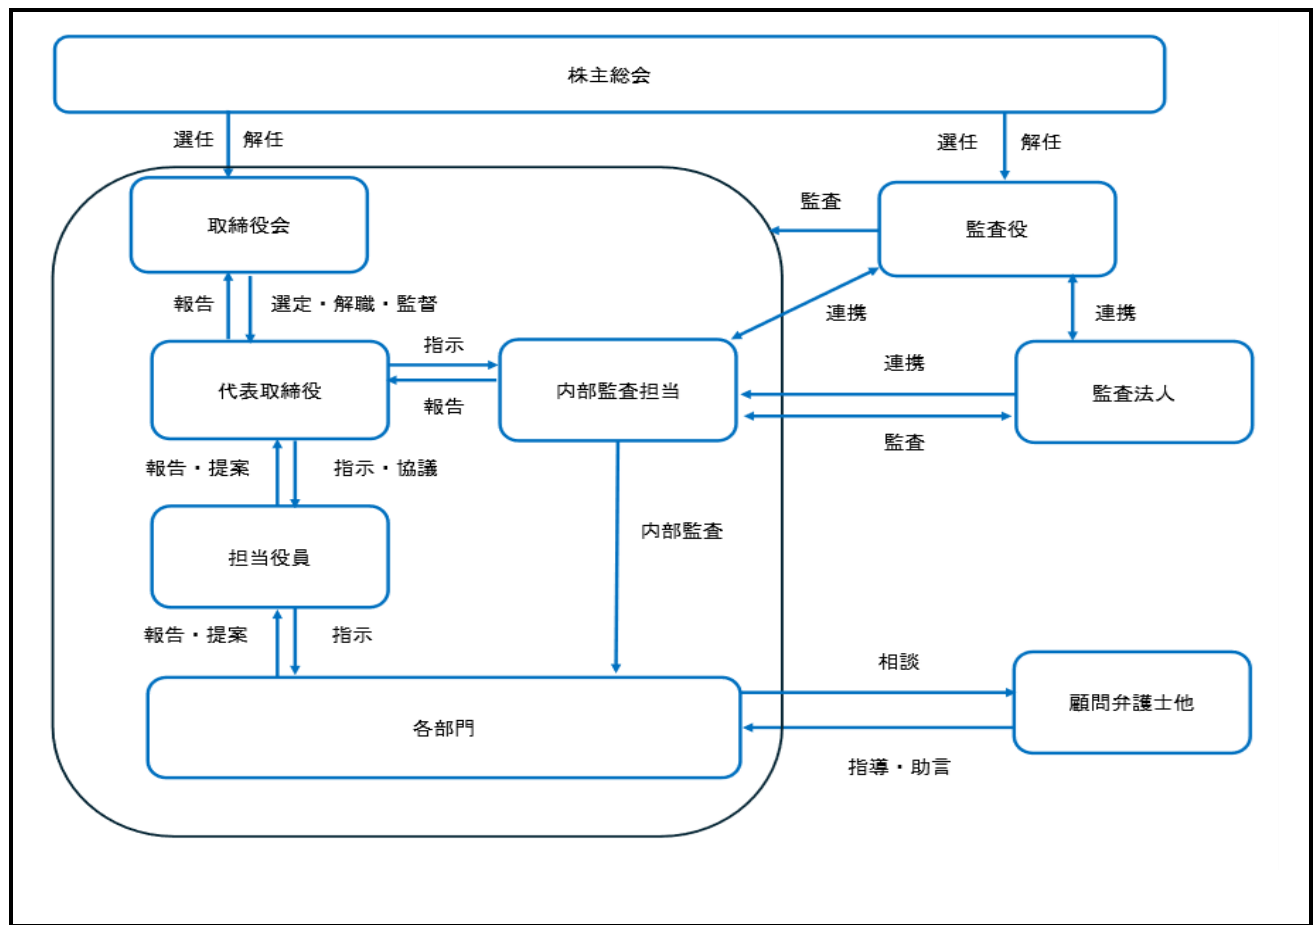 株主総会
選任 解任
選任 解任
取締役会
監査
監査役
報告
選定・解職・監督
連携
連携
指示
代表取締役
内部監査担当
連携
監査法人
報告
監査
報告・提案
指示・協議
内部監査
担当役員
報告・提案
指示
相談
顧問弁護士他
各部門
指導・助言